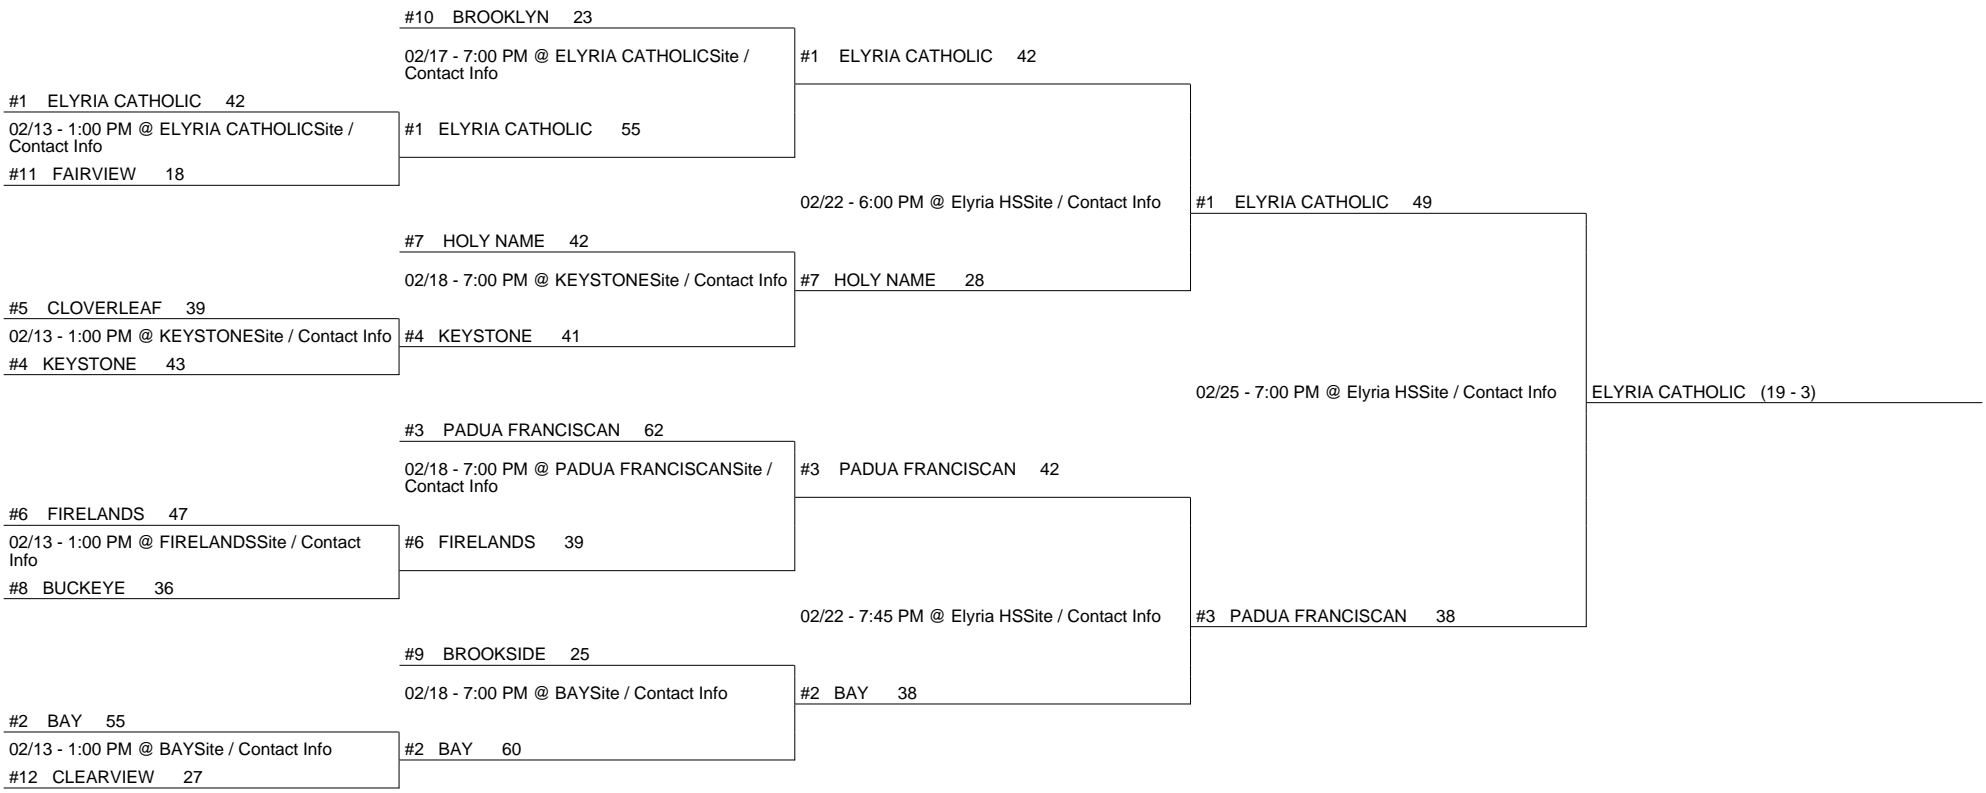 #10 BROOKLYN 23
02/17 - 7:00 PM @ ELYRIA CATHOLICSite /
Contact Info
#1 ELYRIA CATHOLIC 42
#1 ELYRIA CATHOLIC 42
02/13 - 1:00 PM @ ELYRIA CATHOLICSite /
Contact Info
#1 ELYRIA CATHOLIC 55
#11 FAIRVIEW 18
02/22 - 6:00 PM @ Elyria HSSite / Contact Info
#1 ELYRIA CATHOLIC 49
#7 HOLY NAME 42
02/18 - 7:00 PM @ KEYSTONESite / Contact Info
#7 HOLY NAME 28
#5 CLOVERLEAF 39
02/13 - 1:00 PM @ KEYSTONESite / Contact Info
#4 KEYSTONE 41
#4 KEYSTONE 43
02/25 - 7:00 PM @ Elyria HSSite / Contact Info
ELYRIA CATHOLIC (19 - 3)
#3 PADUA FRANCISCAN 62
02/18 - 7:00 PM @ PADUA FRANCISCANSite /
Contact Info
#3 PADUA FRANCISCAN 42
#6 FIRELANDS 47
02/13 - 1:00 PM @ FIRELANDSSite / Contact
Info
#6 FIRELANDS 39
#8 BUCKEYE 36
02/22 - 7:45 PM @ Elyria HSSite / Contact Info
#3 PADUA FRANCISCAN 38
#9 BROOKSIDE 25
02/18 - 7:00 PM @ BAYSite / Contact Info
#2 BAY 38
#2 BAY 55
02/13 - 1:00 PM @ BAYSite / Contact Info
#2 BAY 60
#12 CLEARVIEW 27